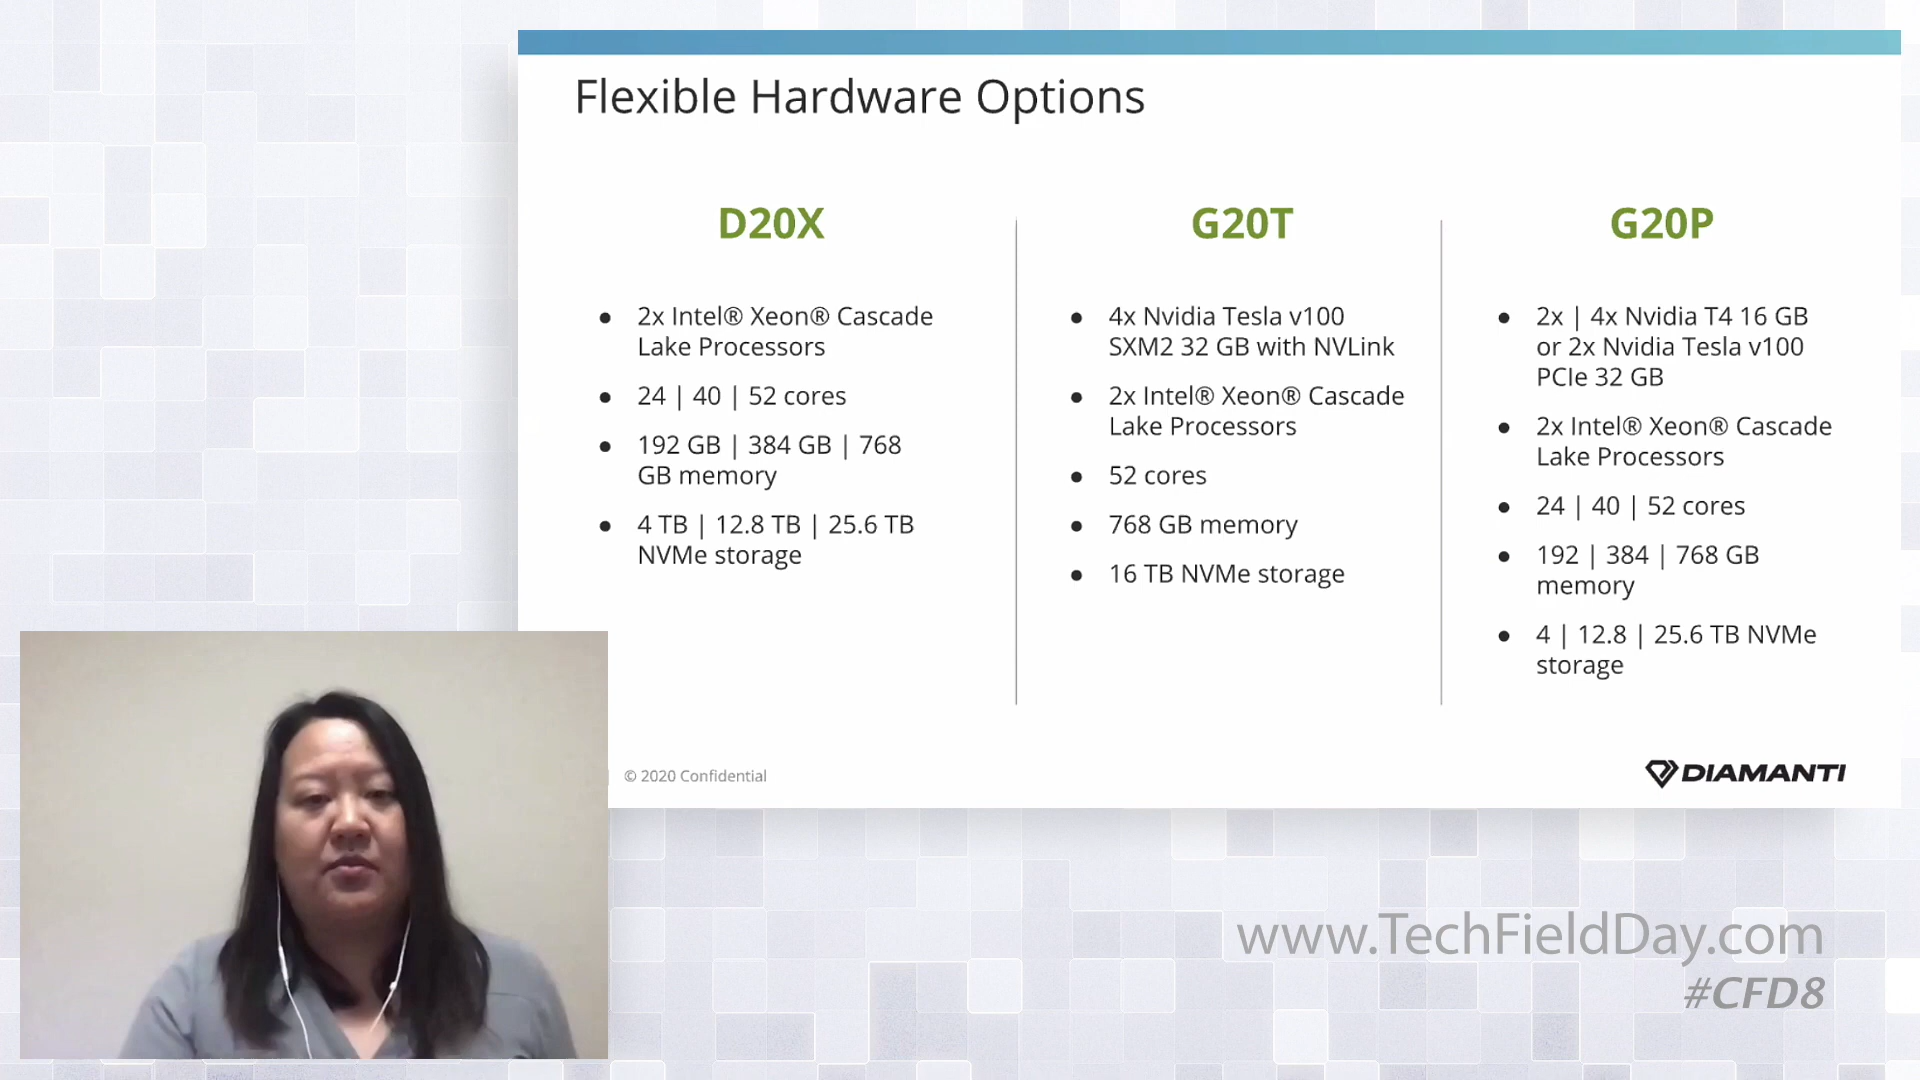 Flexible Hardware Options
D20X
● 2x Intel® Xeon® Cascade
Lake Processors
● 24 | 40 | 52 cores
● 192 GB | 384 GB | 768
GB memory
● 4 TB | 12.8 TB | 25.6 TB
NVMe storage
G20T
● 4x Nvidia Tesla v100
SXM2 32 GB with NVLink
● 2x Intel® Xeon® Cascade
Lake Processors
● 52 cores
● 768 GB memory
● 16 TB NVMe storage
G20P
● 2x | 4x Nvidia T4 16 GB
or 2x Nvidia Tesla v100
PCIe 32 GB
● 2x Intel® Xeon® Cascade
Lake Processors
● 24 | 40 | 52 cores
● 192 | 384 | 768 GB
memory
● 4 | 12.8 | 25.6 TB NVMe
storage
© 2020 Confidential
DIAMANTI
www.TechFieldDay.com
#CFD8